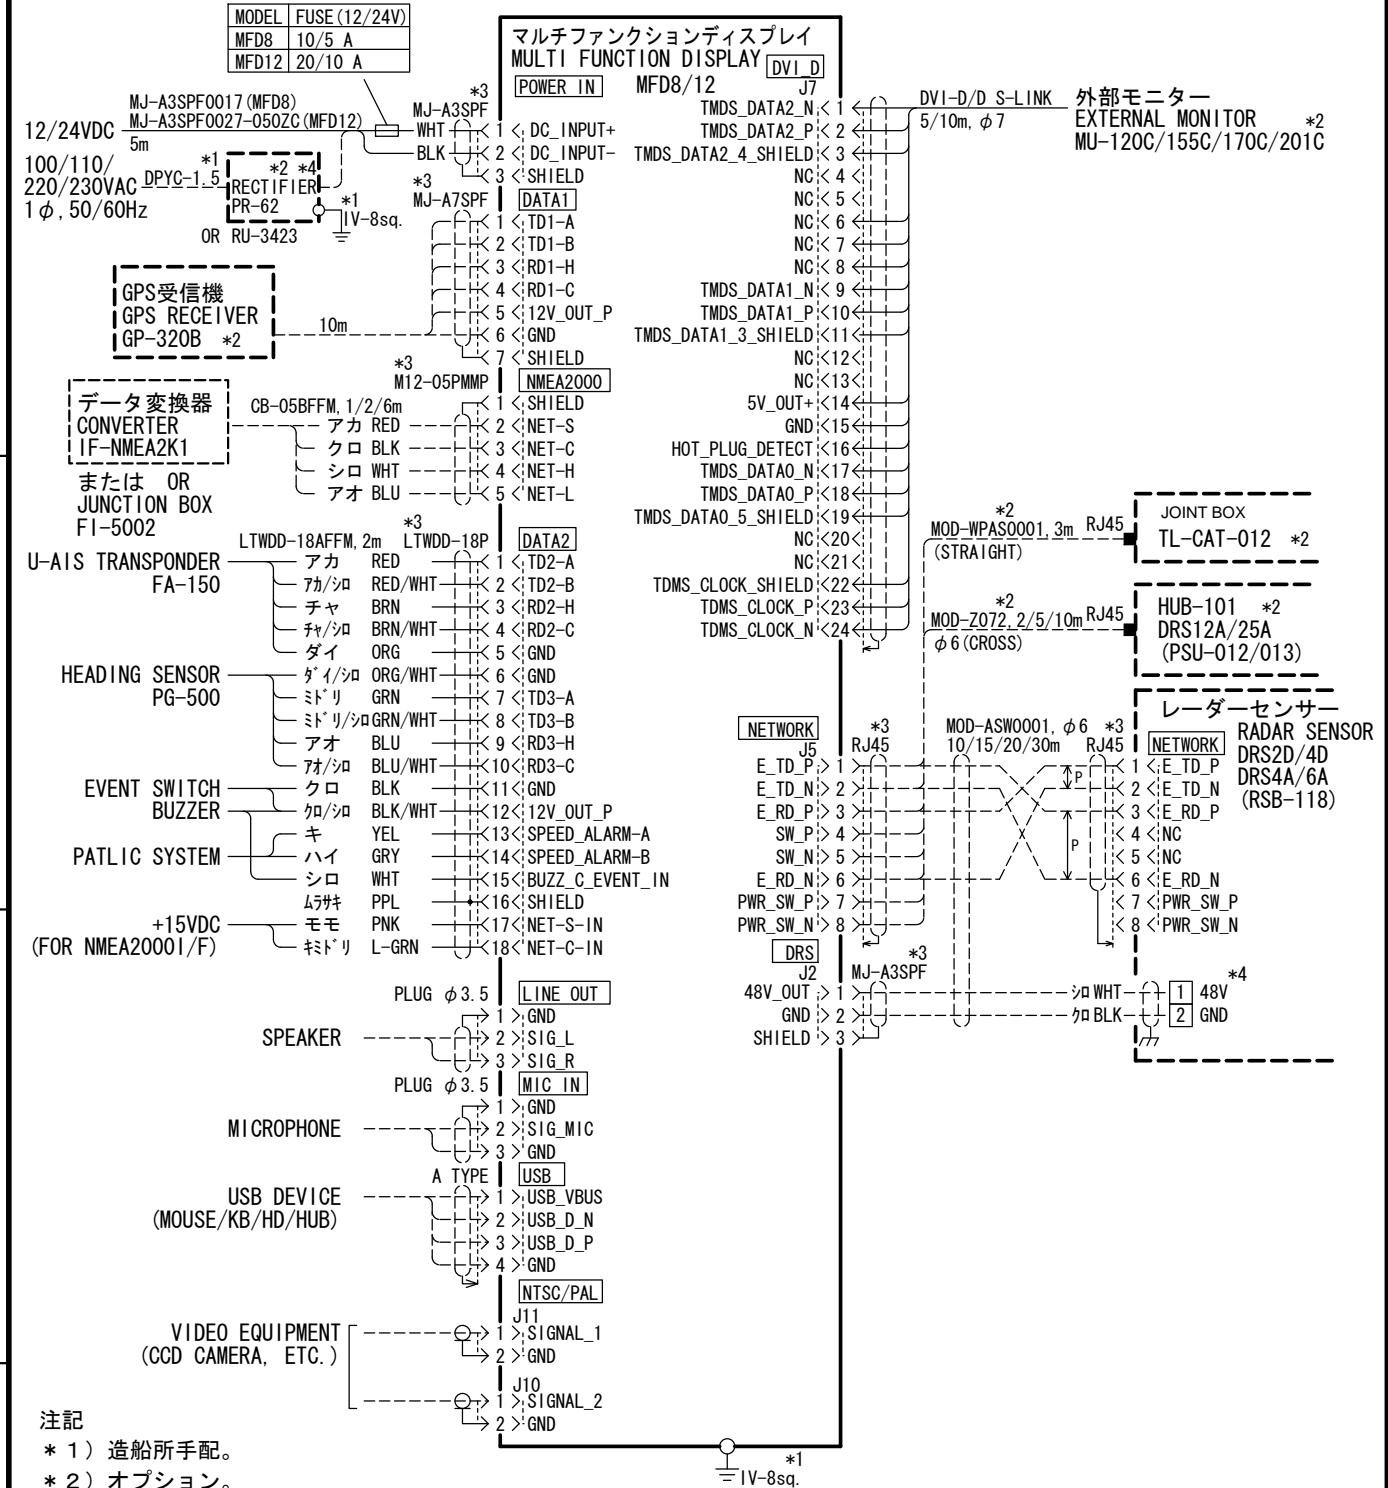 MODEL FUSE(12/24V)
MFD8 10/5 A
MFD12 20/10 A
マルチファンクションディスプレイ
MULTI FUNCTION DISPLAY
MFD8/12
POWER IN
*3
MJ-A3SPF
MJ-A3SPF0017(MFD8)
MJ-A3SPF0027-050ZC(MFD12)
12/24VDC
5m
WHT 1 DC_INPUT+
BLK 2 DC_INPUT-
3 SHIELD
100/110/
220/230VAC
1φ,50/60Hz
*1
DPYC-1.5
*2 *4
RECTIFIER
PR-62
OR RU-3423
*1
IV-8sq.
*3
MJ-A7SPF
DATA1
1 TD1-A
2 TD1-B
3 RD1-H
4 RD1-C
5 12V_OUT_P
6 GND
7 SHIELD
GPS受信機
GPS RECEIVER
GP-320B *2
10m
*3
M12-05PMMP
NMEA2000
データ変換器
CONVERTER
IF-NMEA2K1
または OR
JUNCTION BOX
FI-5002
CB-05BFFM,1/2/6m
1 SHIELD
アカ RED 2 NET-S
クロ BLK 3 NET-C
シロ WHT 4 NET-H
アオ BLU 5 NET-L
*3
LTWDD-18AFFM,2m LTWDD-18P
DATA2
U-AIS TRANSPONDER
FA-150
アカ RED 1 TD2-A
アカ/シロ RED/WHT 2 TD2-B
チャ BRN 3 RD2-H
チャ/シロ BRN/WHT 4 RD2-C
ダイ ORG 5 GND
HEADING SENSOR
PG-500
ダイ/シロ ORG/WHT 6 GND
ミドリ GRN 7 TD3-A
ミドリ/シロ GRN/WHT 8 TD3-B
アオ BLU 9 RD3-H
アオ/シロ BLU/WHT 10 RD3-C
EVENT SWITCH
クロ BLK 11 GND
BUZZER
クロ/シロ BLK/WHT 12 12V_OUT_P
キ YEL 13 SPEED_ALARM-A
PATLIC SYSTEM
ハイ GRY 14 SPEED_ALARM-B
シロ WHT 15 BUZZ_C_EVENT_IN
ムラサキ PPL 16 SHIELD
+15VDC
(FOR NMEA2000I/F)
モモ PNK 17 NET-S-IN
キミドリ L-GRN 18 NET-C-IN
PLUG φ3.5 LINE OUT
SPEAKER
1 GND
2 SIG_L
3 SIG_R
PLUG φ3.5 MIC IN
MICROPHONE
1 GND
2 SIG_MIC
3 GND
A TYPE USB
USB DEVICE
(MOUSE/KB/HD/HUB)
1 USB_VBUS
2 USB_D_N
3 USB_D_P
4 GND
NTSC/PAL
VIDEO EQUIPMENT
(CCD CAMERA, ETC.)
J11
1 SIGNAL_1
2 GND
J10
1 SIGNAL_2
2 GND
*1
IV-8sq.
DVI_D
J7
TMDS_DATA2_N 1
TMDS_DATA2_P 2
TMDS_DATA2_4_SHIELD 3
NC 4
NC 5
NC 6
NC 7
NC 8
TMDS_DATA1_N 9
TMDS_DATA1_P 10
TMDS_DATA1_3_SHIELD 11
NC 12
NC 13
5V_OUT+ 14
GND 15
HOT_PLUG_DETECT 16
TMDS_DATA0_N 17
TMDS_DATA0_P 18
TMDS_DATA0_5_SHIELD 19
NC 20
NC 21
TDMS_CLOCK_SHIELD 22
TDMS_CLOCK_P 23
TDMS_CLOCK_N 24
DVI-D/D S-LINK
5/10m,φ7
外部モニター
EXTERNAL MONITOR *2
MU-120C/155C/170C/201C
*2
MOD-WPAS0001,3m RJ45
(STRAIGHT)
JOINT BOX
TL-CAT-012 *2
*2
MOD-Z072,2/5/10m RJ45
φ6(CROSS)
HUB-101 *2
DRS12A/25A
(PSU-012/013)
NETWORK
J5
*3
RJ45
E_TD_P 1
E_TD_N 2
E_RD_P 3
SW_P 4
SW_N 5
E_RD_N 6
PWR_SW_P 7
PWR_SW_N 8
MOD-ASW0001,φ6
10/15/20/30m
*3
RJ45
P
P
レーダーセンサー
RADAR SENSOR
DRS2D/4D
DRS4A/6A
(RSB-118)
NETWORK
1 E_TD_P
2 E_TD_N
3 E_RD_P
4 NC
5 NC
6 E_RD_N
7 PWR_SW_P
8 PWR_SW_N
DRS
J2
*3
MJ-A3SPF
48V_OUT 1
GND 2
SHIELD 3
*4
シロ WHT 1 48V
クロ BLK 2 GND
注記
*1）造船所手配。
*2）オプション。